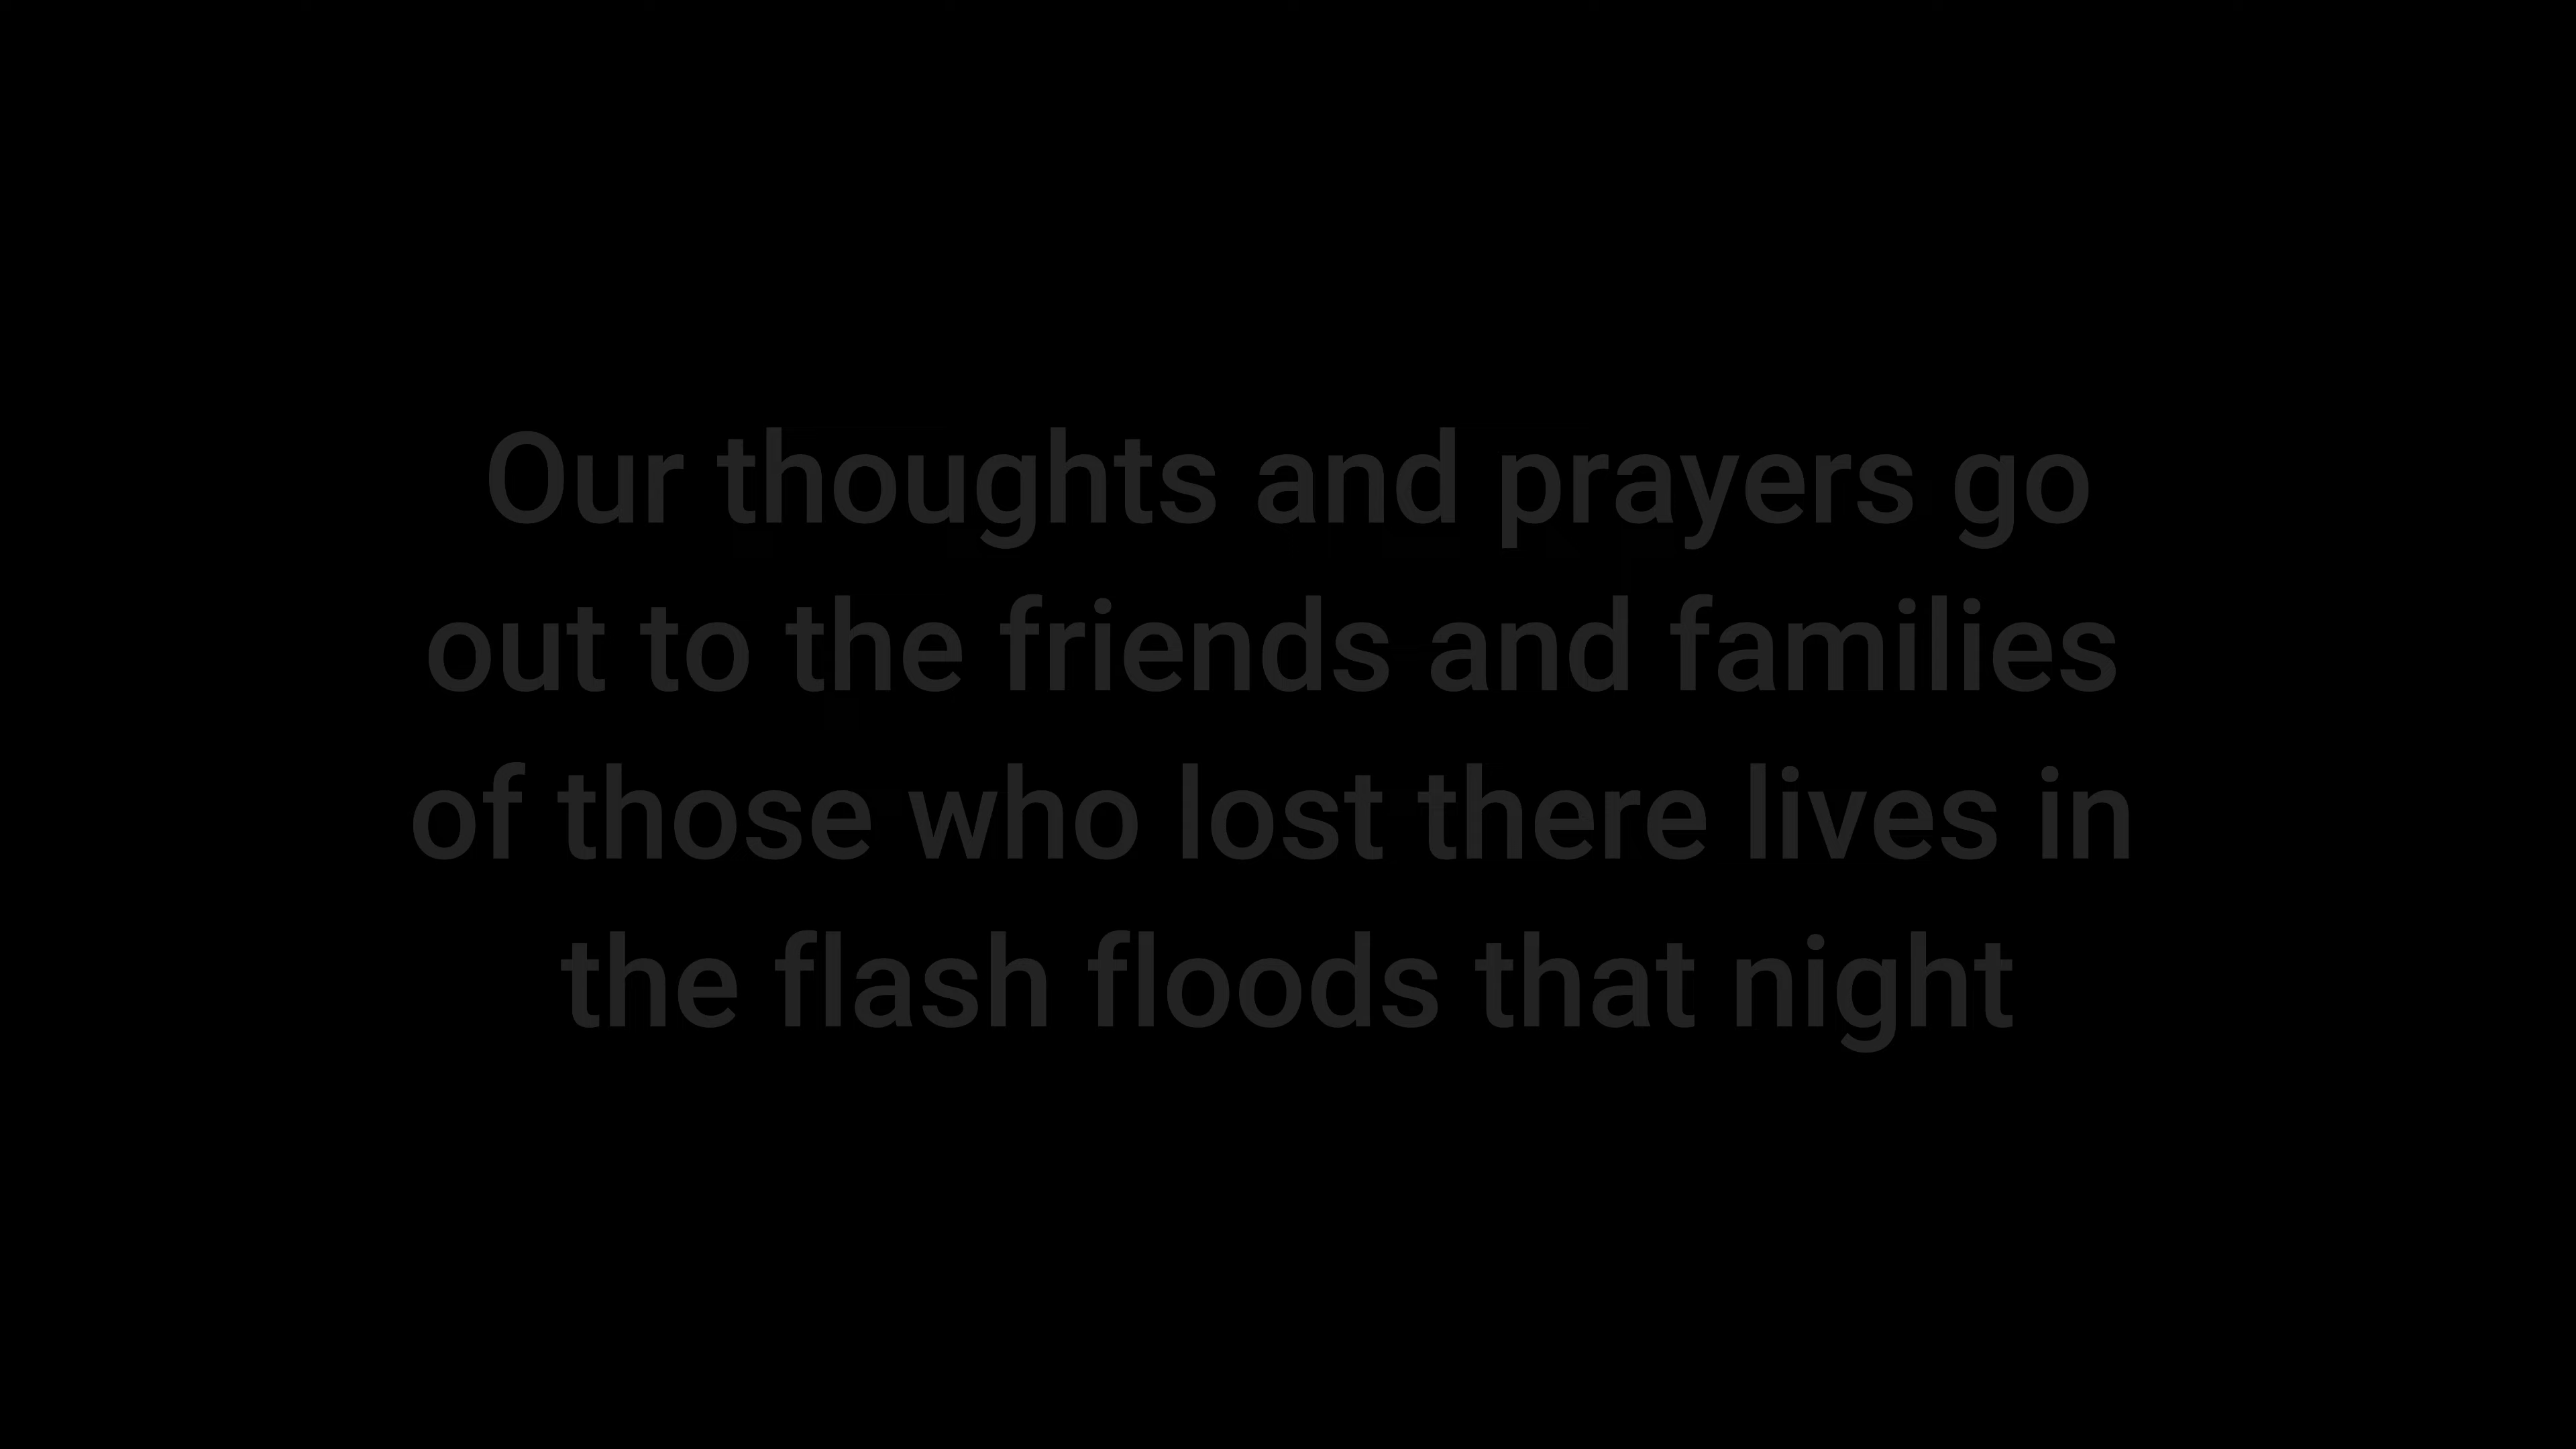 Our thoughts and prayers go
out to the friends and families
of those who lost there lives in
the flash floods that night